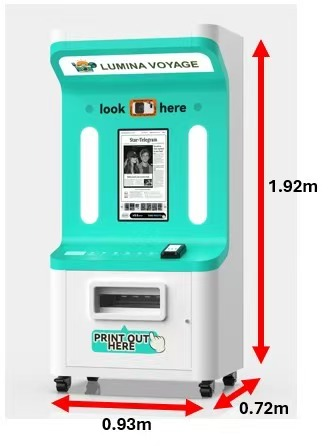 LUMINA VOYAGE
look here
Star-Telegram
PRINT OUT
HERE
1.92m
0.72m
0.93m